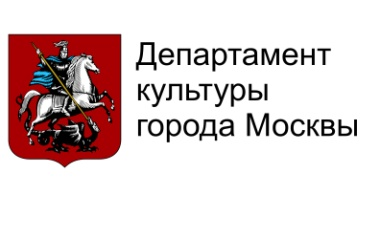 Департамент
культуры
города Москвы